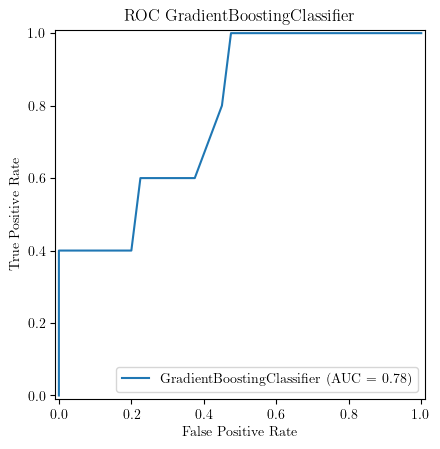 ROC GradientBoostingClassifier
1.0
0.8
0.6
0.4
0.2
0.0
True Positive Rate
GradientBoostingClassifier (AUC = 0.78)
0.0 0.2 0.4 0.6 0.8 1.0
False Positive Rate